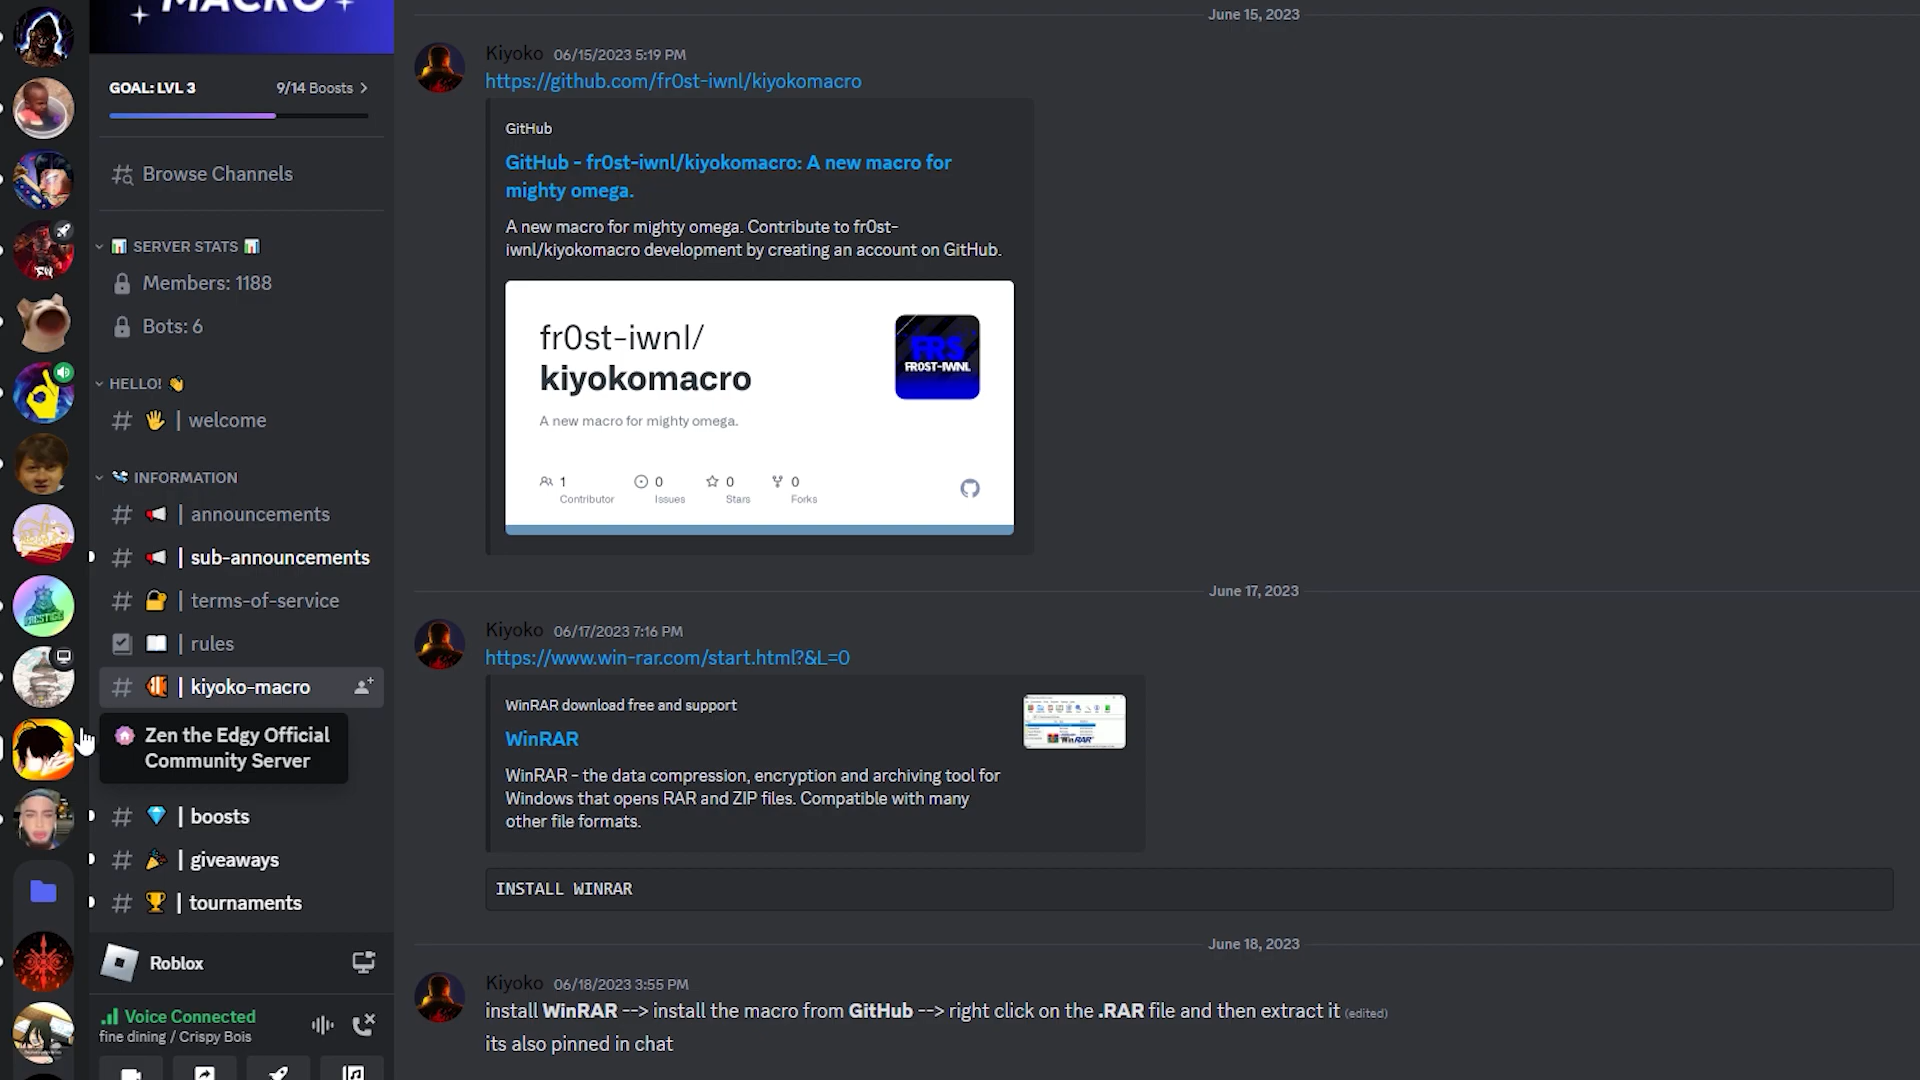 MACRO
GOAL: LVL 3
9/14 Boosts
Browse Channels
SERVER STATS
Members: 1188
Bots: 6
HELLO!
| welcome
INFORMATION
| announcements
| sub-announcements
| terms-of-service
| rules
| kiyoko-macro
Zen the Edgy Official
Community Server
| boosts
| giveaways
| tournaments
Roblox
Voice Connected
fine dining / Crispy Bois
June 15, 2023
Kiyoko 06/15/2023 5:19 PM
https://github.com/fr0st-iwnl/kiyokomacro
GitHub
GitHub - fr0st-iwnl/kiyokomacro: A new macro for
mighty omega.
A new macro for mighty omega. Contribute to fr0st-
iwnl/kiyokomacro development by creating an account on GitHub.
fr0st-iwnl/
kiyokomacro
FRS
FR0ST-IWNL
A new macro for mighty omega.
1 0 0 0
Contributor Issues Stars Forks
June 17, 2023
Kiyoko 06/17/2023 7:16 PM
https://www.win-rar.com/start.html?&L=0
WinRAR download free and support
WinRAR
WinRAR - the data compression, encryption and archiving tool for
Windows that opens RAR and ZIP files. Compatible with many
other file formats.
WinRAR
INSTALL WINRAR
June 18, 2023
Kiyoko 06/18/2023 3:55 PM
install WinRAR --> install the macro from GitHub --> right click on the .RAR file and then extract it (edited)
its also pinned in chat